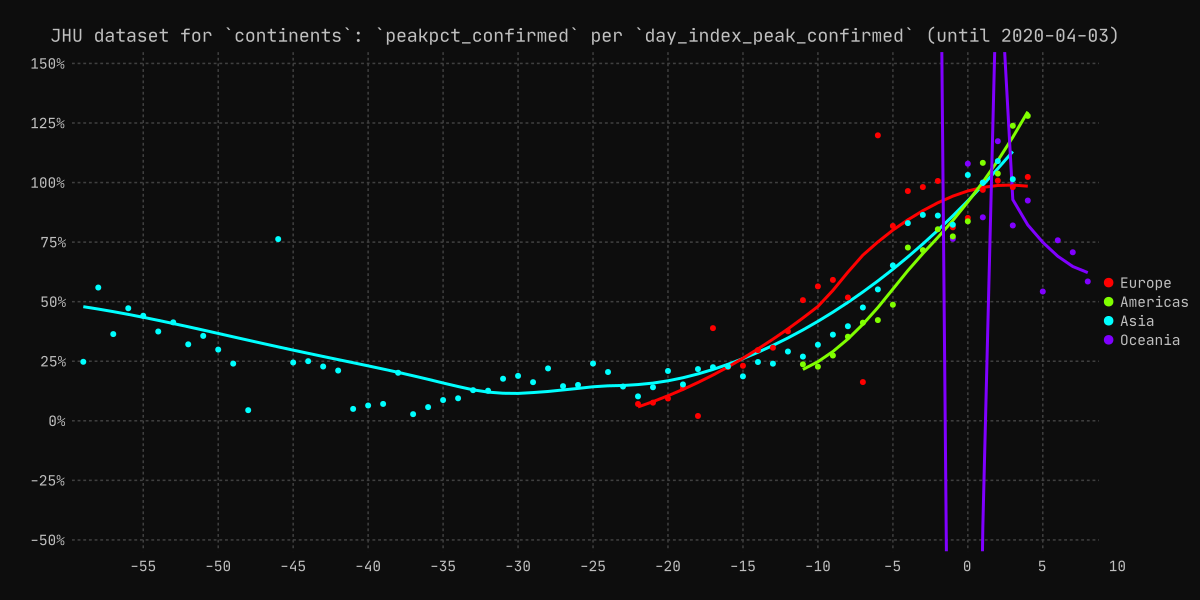 JHU dataset for `continents`: `peakpct_confirmed` per `day_index_peak_confirmed` (until 2020-04-03)
150%
125%
100%
75%
50%
25%
0%
-25%
-50%
-55 -50 -45 -40 -35 -30 -25 -20 -15 -10 -5 0 5 10
Europe
Americas
Asia
Oceania